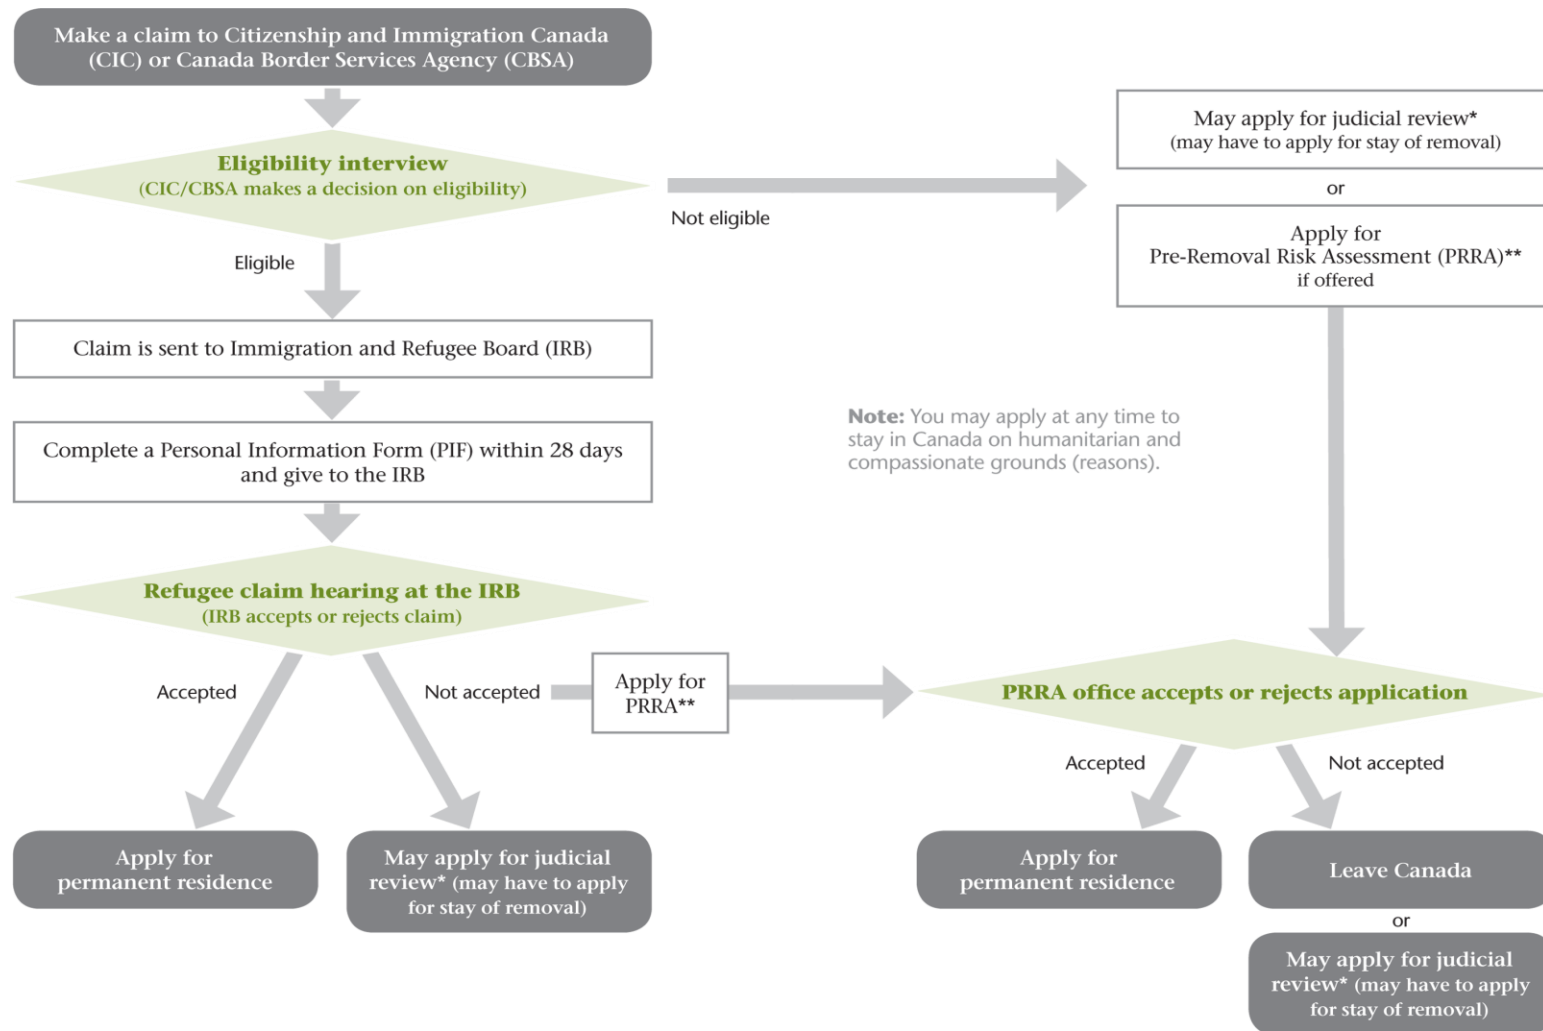 Make a claim to Citizenship and Immigration Canada
(CIC) or Canada Border Services Agency (CBSA)
Eligibility interview
(CIC/CBSA makes a decision on eligibility)
Not eligible
May apply for judicial review*
(may have to apply for stay of removal)
or
Apply for
Pre-Removal Risk Assessment (PRRA)**
if offered
Eligible
Claim is sent to Immigration and Refugee Board (IRB)
Complete a Personal Information Form (PIF) within 28 days
and give to the IRB
Note: You may apply at any time to
stay in Canada on humanitarian and
compassionate grounds (reasons).
Refugee claim hearing at the IRB
(IRB accepts or rejects claim)
Accepted
Not accepted
Apply for
PRRA**
PRRA office accepts or rejects application
Accepted
Not accepted
Apply for
permanent residence
May apply for judicial
review* (may have to apply
for stay of removal)
Apply for
permanent residence
Leave Canada
or
May apply for judicial
review* (may have to apply
for stay of removal)